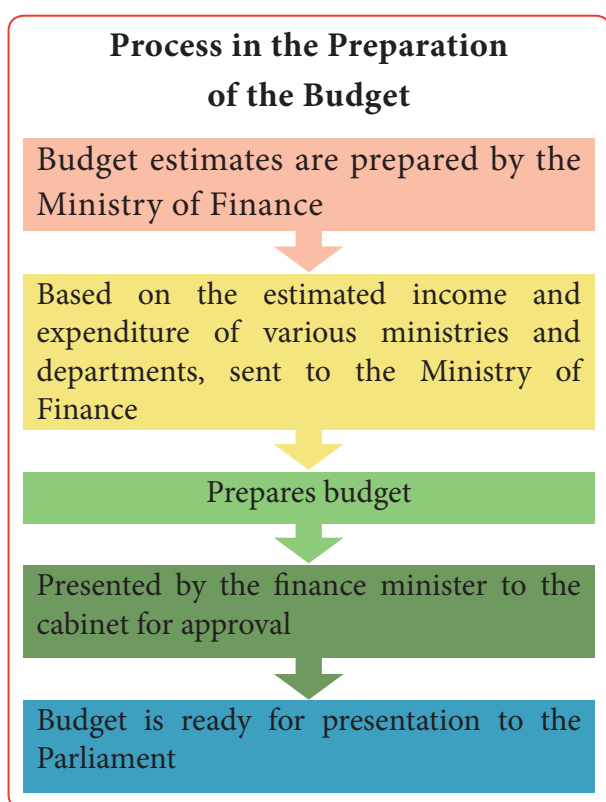 Process in the Preparation
of the Budget
Budget estimates are prepared by the
Ministry of Finance
Based on the estimated income and
expenditure of various ministries and
departments, sent to the Ministry of
Finance
Prepares budget
Presented by the finance minister to the
cabinet for approval
Budget is ready for presentation to the
Parliament